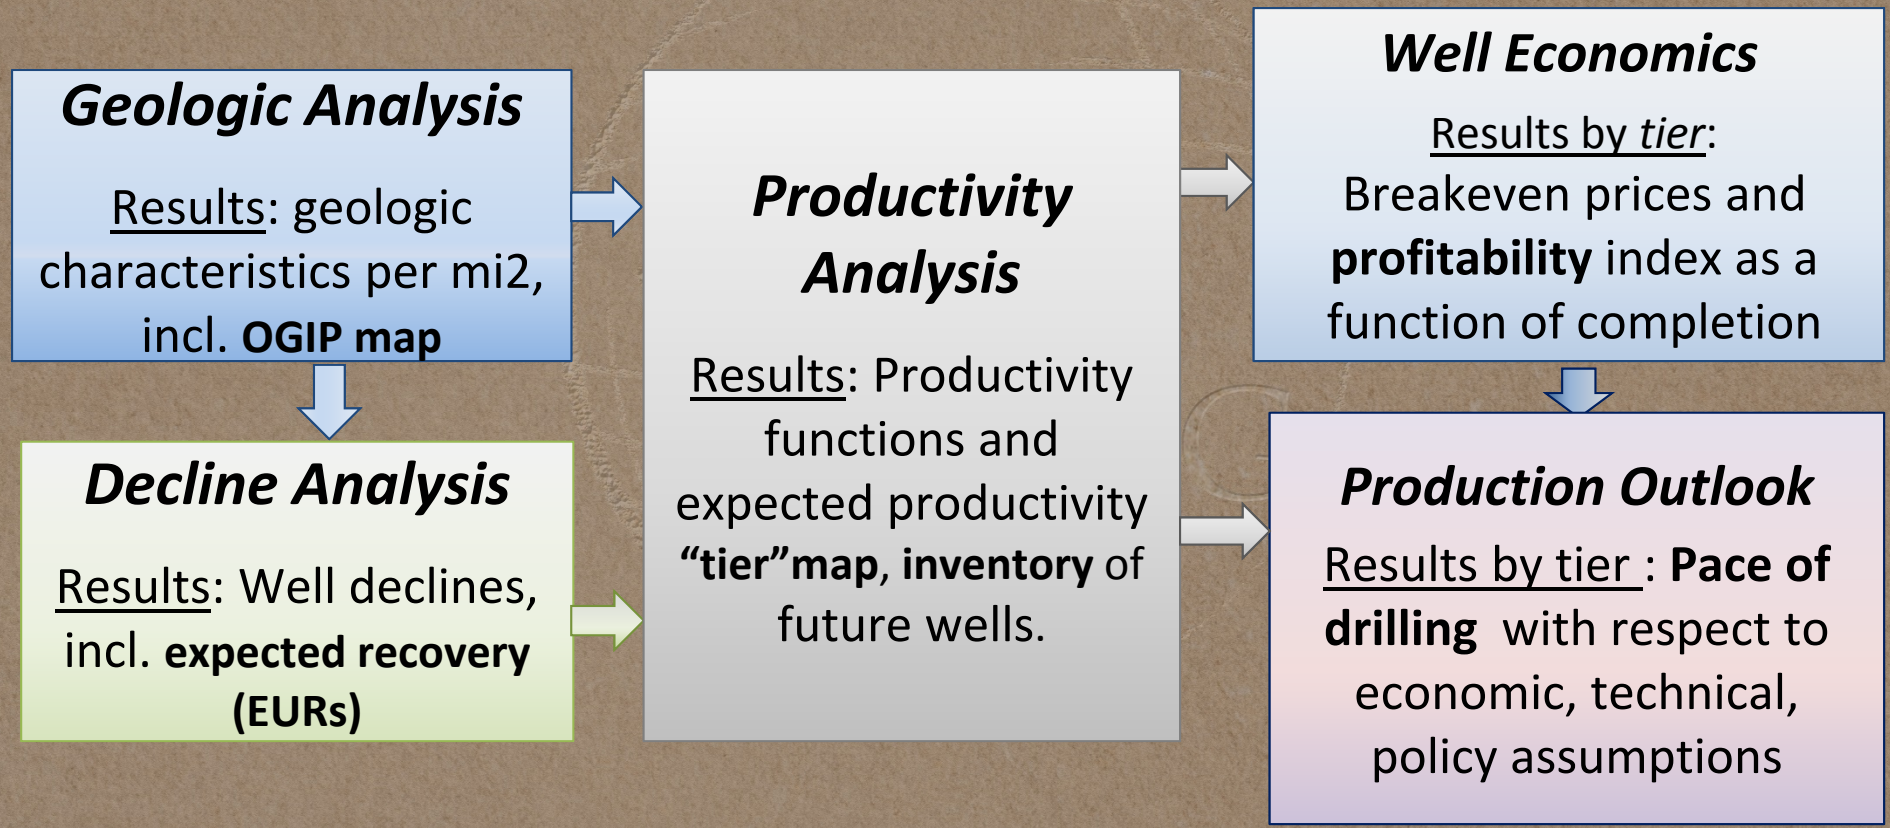 Geologic Analysis
Results: geologic
characteristics per mi2,
incl. OGIP map
Decline Analysis
Results: Well declines,
incl. expected recovery
(EURs)
Productivity
Analysis
Results: Productivity
functions and
expected productivity
“tier”map, inventory of
future wells.
Well Economics
Results by tier:
Breakeven prices and
profitability index as a
function of completion
Production Outlook
Results by tier : Pace of
drilling  with respect to
economic, technical,
policy assumptions